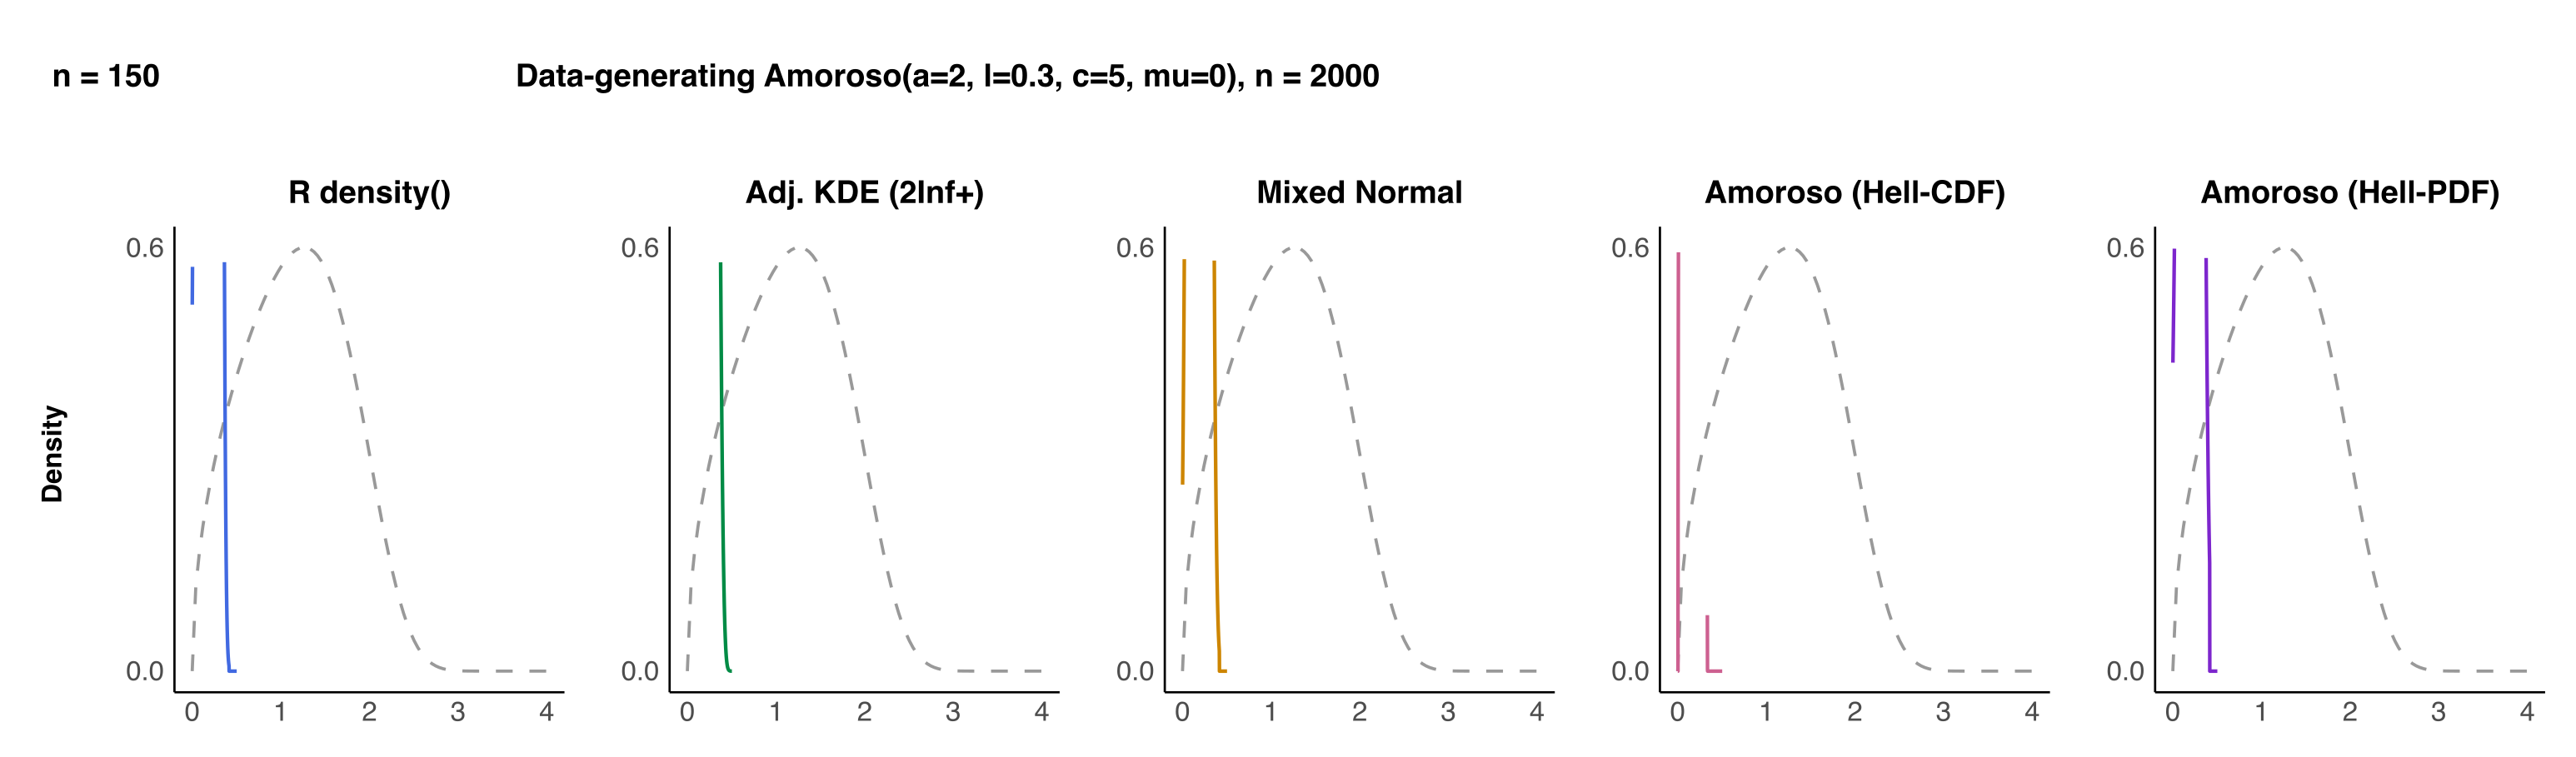 n = 150
Data-generating Amoroso(a=2, l=0.3, c=5, mu=0), n = 2000
R density()
Adj. KDE (2Inf+)
Mixed Normal
Amoroso (Hell-CDF)
Amoroso (Hell-PDF)
Density
0.6
0.0
0 1 2 3 4
0.6
0.0
0 1 2 3 4
0.6
0.0
0 1 2 3 4
0.6
0.0
0 1 2 3 4
0.6
0.0
0 1 2 3 4